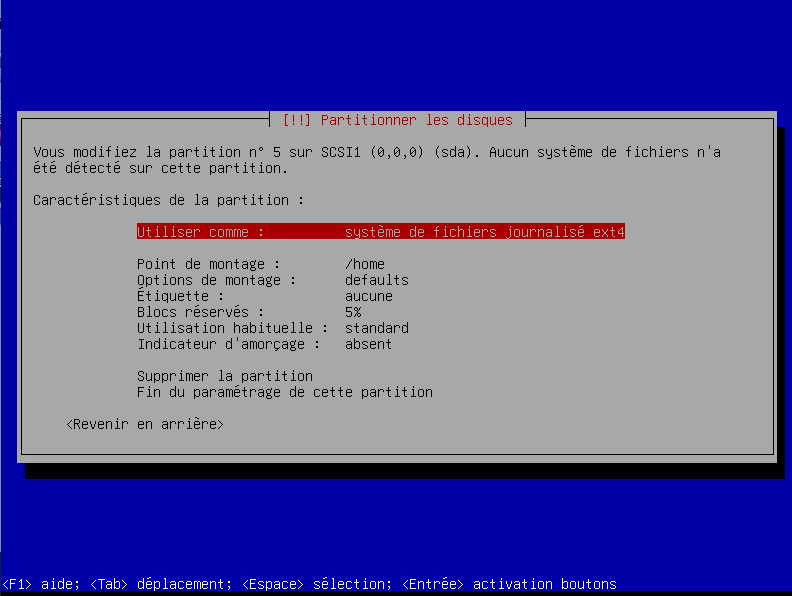 [!!] Partitionner les disques
Vous modifiez la partition n° 5 sur SCSI1 (0,0,0) (sda). Aucun système de fichiers n'a
été détecté sur cette partition.
Caractéristiques de la partition :
Utiliser comme : système de fichiers journalisé ext4
Point de montage : /home
Options de montage : defaults
Étiquette : aucune
Blocs réservés : 5%
Utilisation habituelle : standard
Indicateur d'amorçage : absent
Supprimer la partition
Fin du paramétrage de cette partition
<Revenir en arrière>
<F1> aide; <Tab> déplacement; <Espace> sélection; <Entrée> activation boutons